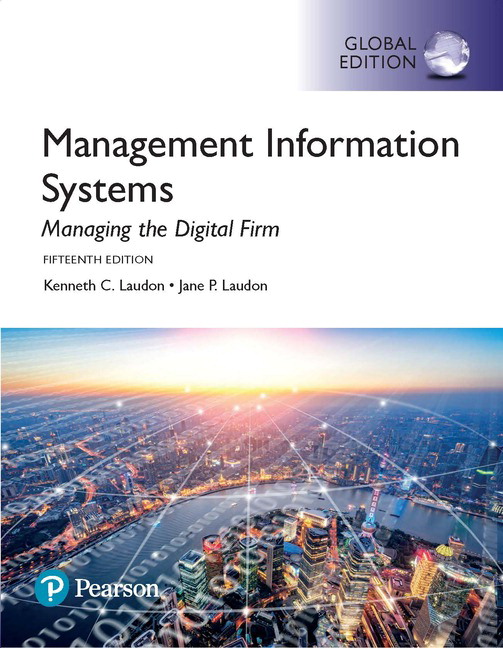 GLOBAL
EDITION
Management Information
Systems
Managing the Digital Firm
FIFTEENTH EDITION
Kenneth C. Laudon • Jane P. Laudon
Pearson